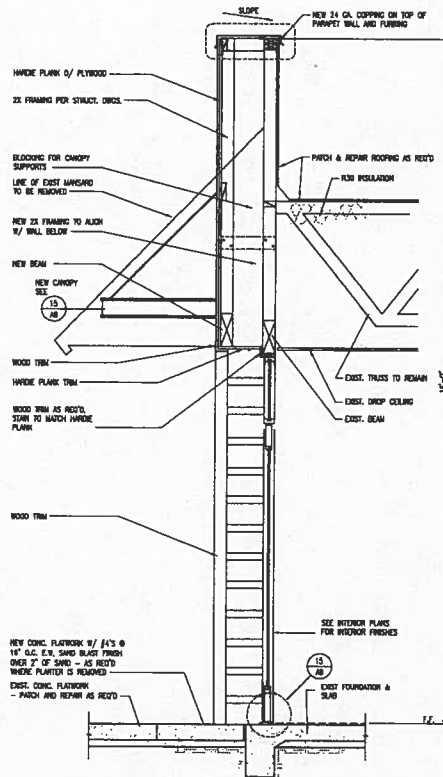 SLOPE
NEW 24 GA. COPPING ON TOP OF
PARAPET WALL AND FURRING
HARDIE PLANK O/ PLYWOOD
2X FRAMING PER STRUCT. DWGS.
BLOCKING FOR CANOPY
SUPPORTS
LINE OF EXIST MANSARD
TO BE REMOVED
PATCH & REPAIR ROOFING AS REQ'D
R30 INSULATION
NEW 2X FRAMING TO ALIGN
W/ WALL BELOW
NEW BEAM
NEW CANOPY
SEE
15
A8
WOOD TRIM
HARDIE PLANK TRIM
WOOD TRIM AS REQ'D,
STAIN TO MATCH HARDIE
PLANK
EXIST. TRUSS TO REMAIN
EXIST. DROP CEILING
EXIST. BEAM
WOOD TRIM
SEE INTERIOR PLANS
FOR INTERIOR FINISHES
15
A8
NEW CONC. FLATWORK W/ #4'S @
16" O.C. E.W, SAND BLAST FINISH
OVER 2" OF SAND - AS REQ'D
WHERE PLANTER IS REMOVED
EXIST. CONC. FLATWORK
- PATCH AND REPAIR AS REQ'D
EXIST FOUNDATION &
SLAB